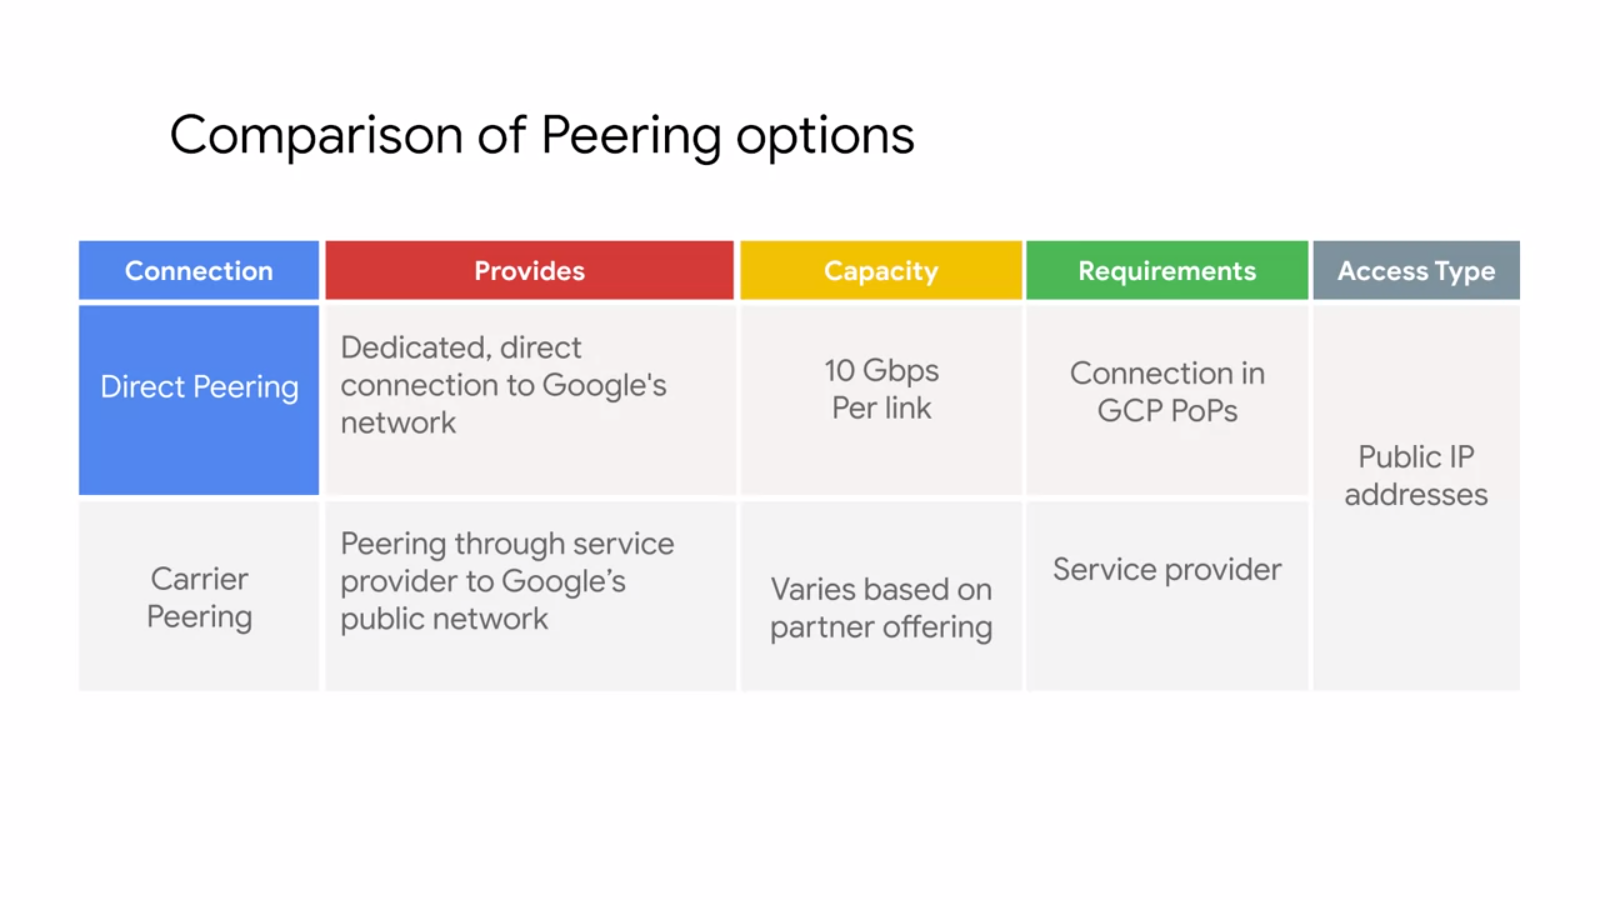 Comparison of Peering options
Connection
Provides
Capacity
Requirements
Access Type
Direct Peering
Dedicated, direct
connection to Google's
network
10 Gbps
Per link
Connection in
GCP PoPs
Public IP
addresses
Carrier
Peering
Peering through service
provider to Google’s
public network
Varies based on
partner offering
Service provider